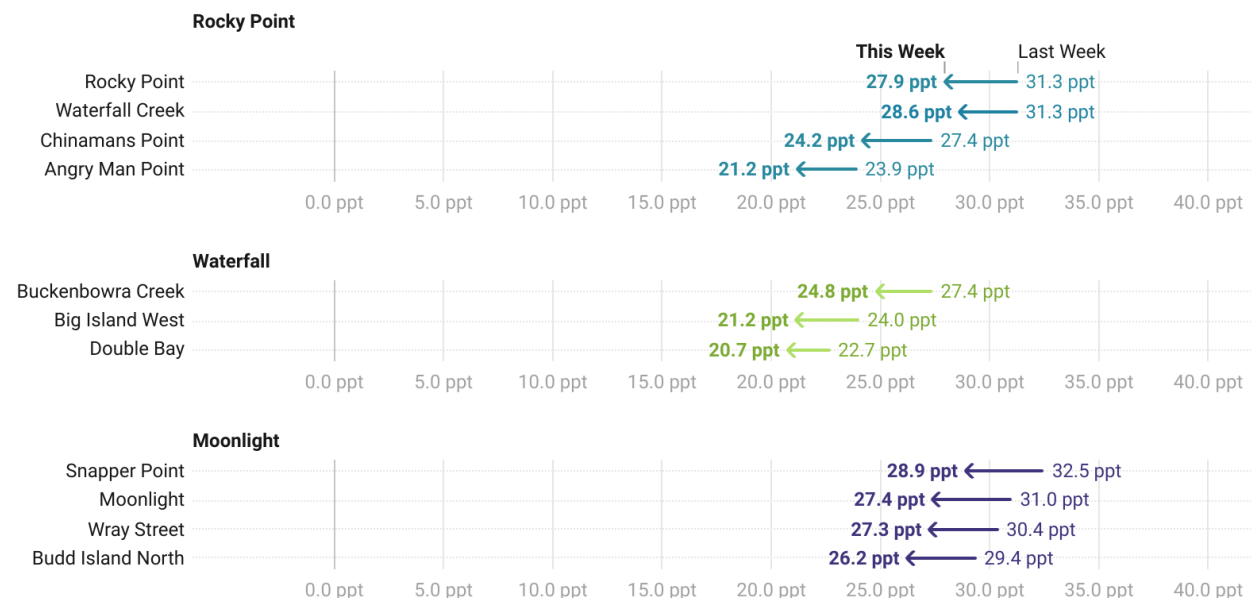 Rocky Point
This Week Last Week
Rocky Point 27.9 ppt 31.3 ppt
Waterfall Creek 28.6 ppt 31.3 ppt
Chinamans Point 24.2 ppt 27.4 ppt
Angry Man Point 21.2 ppt 23.9 ppt
0.0 ppt 5.0 ppt 10.0 ppt 15.0 ppt 20.0 ppt 25.0 ppt 30.0 ppt 35.0 ppt 40.0 ppt
Waterfall
Buckenbowra Creek 24.8 ppt 27.4 ppt
Big Island West 21.2 ppt 24.0 ppt
Double Bay 20.7 ppt 22.7 ppt
0.0 ppt 5.0 ppt 10.0 ppt 15.0 ppt 20.0 ppt 25.0 ppt 30.0 ppt 35.0 ppt 40.0 ppt
Moonlight
Snapper Point 28.9 ppt 32.5 ppt
Moonlight 27.4 ppt 31.0 ppt
Wray Street 27.3 ppt 30.4 ppt
Budd Island North 26.2 ppt 29.4 ppt
0.0 ppt 5.0 ppt 10.0 ppt 15.0 ppt 20.0 ppt 25.0 ppt 30.0 ppt 35.0 ppt 40.0 ppt